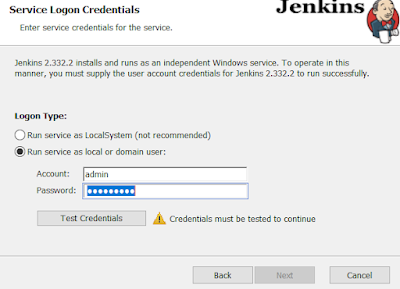 Service Logon Credentials
Jenkins
Enter service credentials for the service.
Jenkins 2.332.2 installs and runs as an independent Windows service. To operate in this
manner, you must supply the user account credentials for Jenkins 2.332.2 to run successfully.
Logon Type:
Run service as LocalSystem (not recommended)
Run service as local or domain user:
Account: admin
Password: ●●●●●●●●●
Test Credentials Credentials must be tested to continue
Back Next Cancel